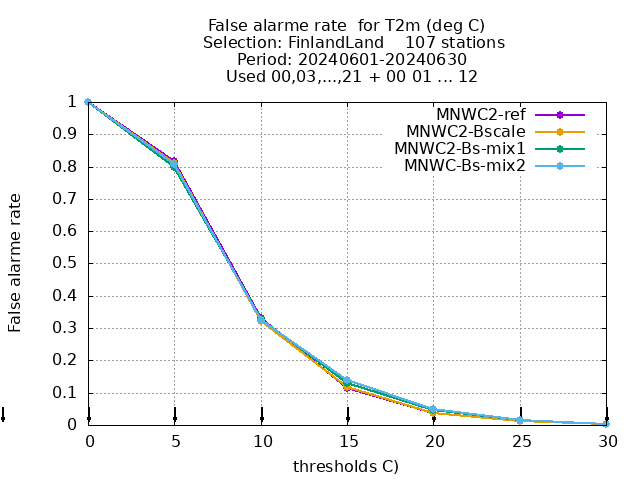 False alarme rate  for T2m (deg C)
Selection: FinlandLand    107 stations
Period: 20240601-20240630
Used 00,03,...,21 + 00 01 ... 12
MNWC2-ref
MNWC2-Bscale
MNWC2-Bs-mix1
MNWC-Bs-mix2
False alarme rate
1
0.9
0.8
0.7
0.6
0.5
0.4
0.3
0.2
0.1
0
0 5 10 15 20 25 30
thresholds C)